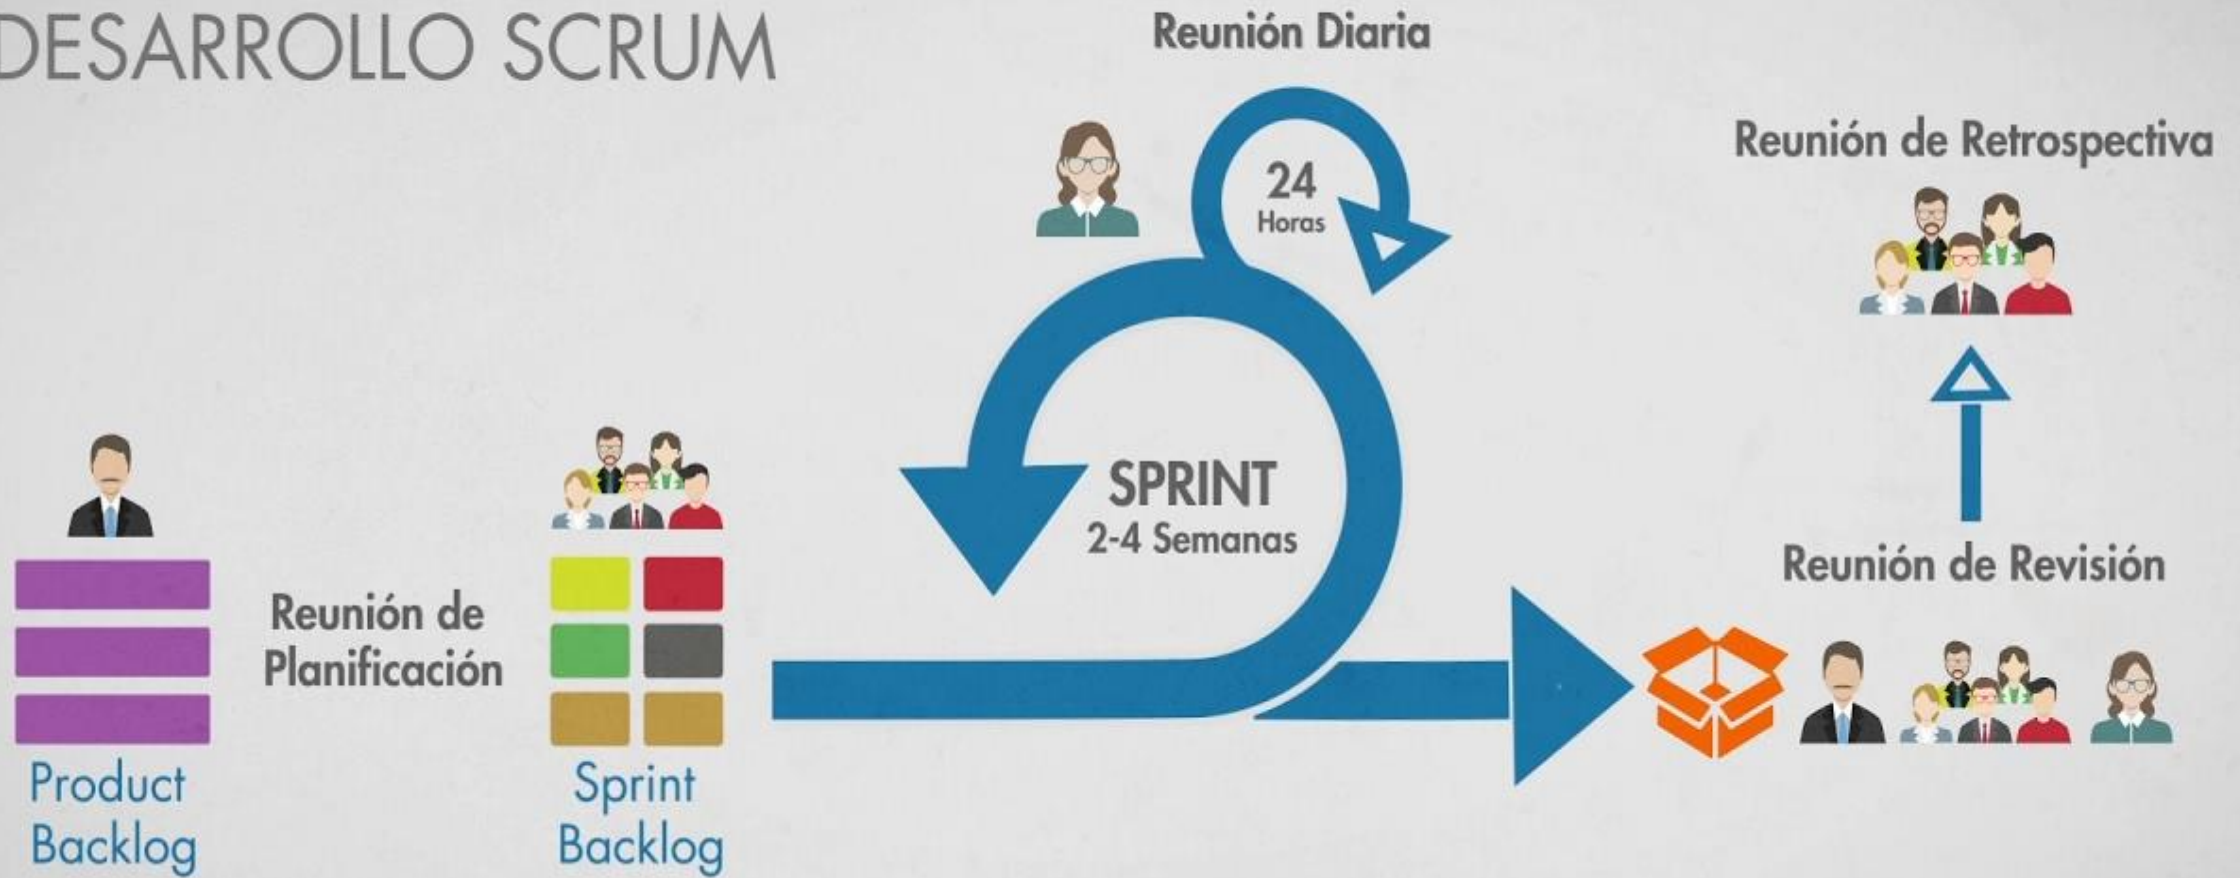 DESARROLLO SCRUM
Reunión Diaria
24
Horas
Reunión de Retrospectiva
SPRINT
2-4 Semanas
Reunión de Revisión
Reunión de
Planificación
Product
Backlog
Sprint
Backlog